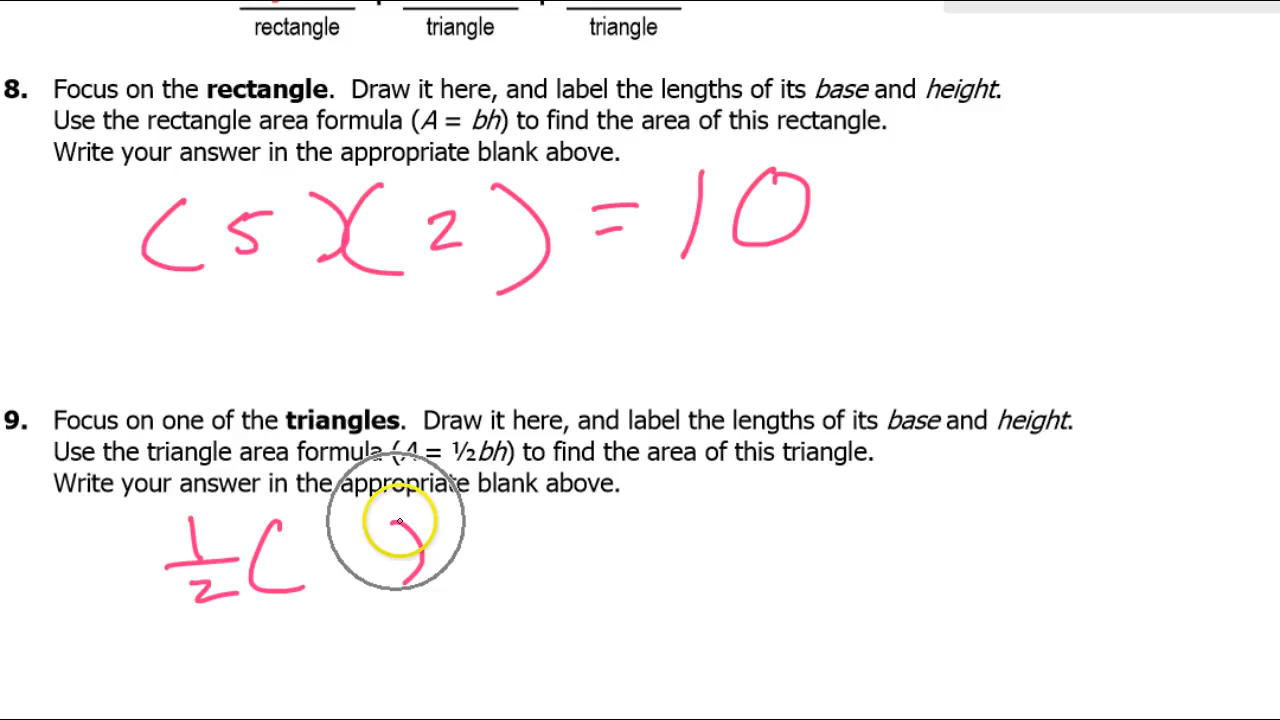 rectangle triangle triangle
8. Focus on the rectangle. Draw it here, and label the lengths of its base and height.
Use the rectangle area formula (A = bh) to find the area of this rectangle.
Write your answer in the appropriate blank above.
(5)(2) = 10
9. Focus on one of the triangles. Draw it here, and label the lengths of its base and height.
Use the triangle area formula (A = ½bh) to find the area of this triangle.
Write your answer in the appropriate blank above.
1/2 ( )